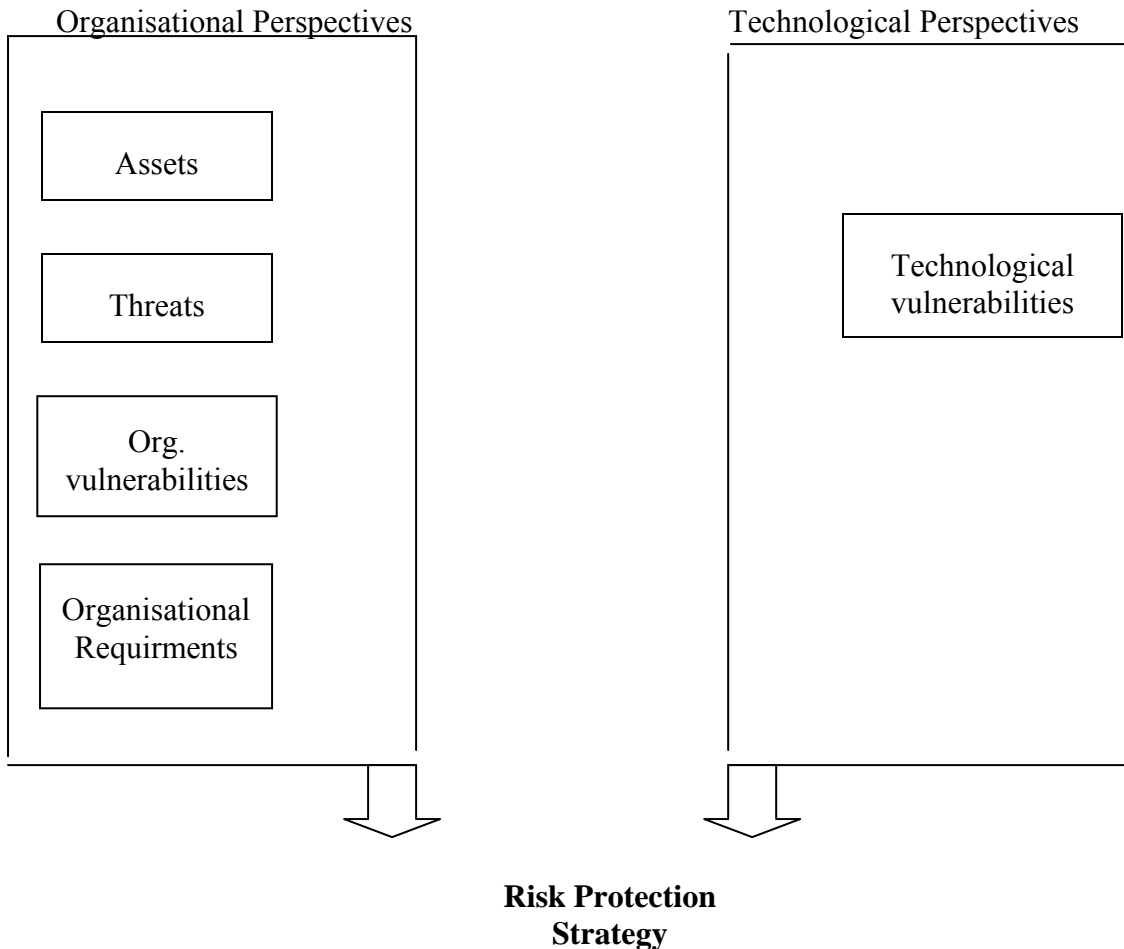 Organisational Perspectives
Assets
Threats
Org.
vulnerabilities
Organisational
Requirments
Technological Perspectives
Technological
vulnerabilities
Risk Protection
Strategy